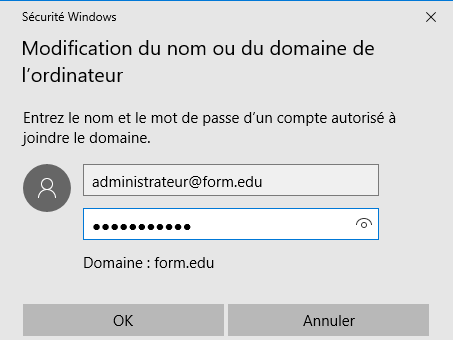 Sécurité Windows
Modification du nom ou du domaine de
l’ordinateur
Entrez le nom et le mot de passe d’un compte autorisé à
joindre le domaine.
administrateur@form.edu
●●●●●●●●●●●
Domaine : form.edu
OK
Annuler